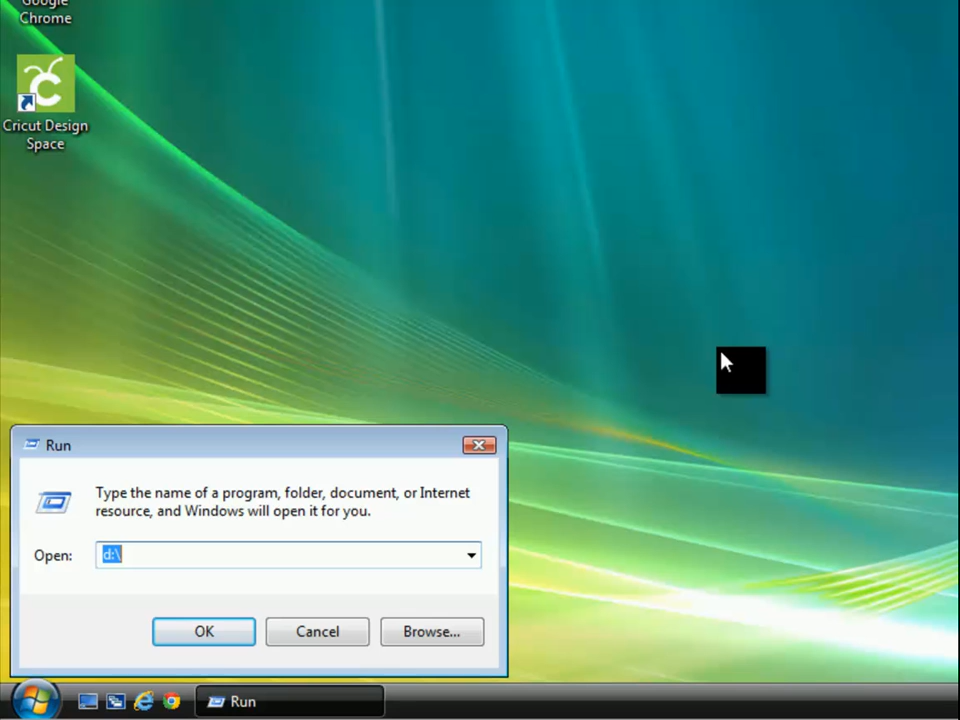 Google
Chrome
Cricut Design
Space
Run
Type the name of a program, folder, document, or Internet
resource, and Windows will open it for you.
Open:
d:\
OK
Cancel
Browse...
Run